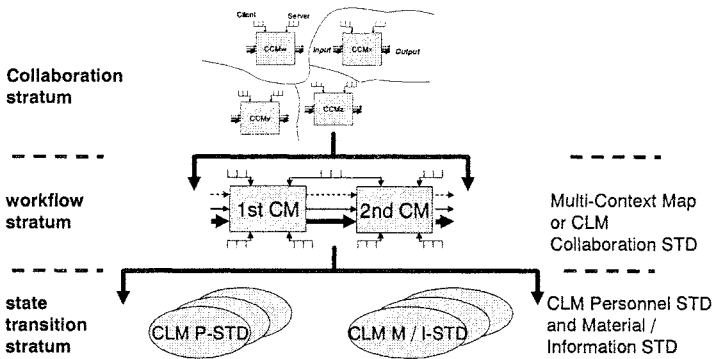 Client Server
CCMw Input CCMx Output
Collaboration
stratum
CCMy CCMz
workflow
stratum
1st CM 2nd CM
Multi-Context Map
or CLM
Collaboration STD
state
transition
stratum
CLM P-STD CLM M / I-STD
CLM Personnel STD
and Material /
Information STD